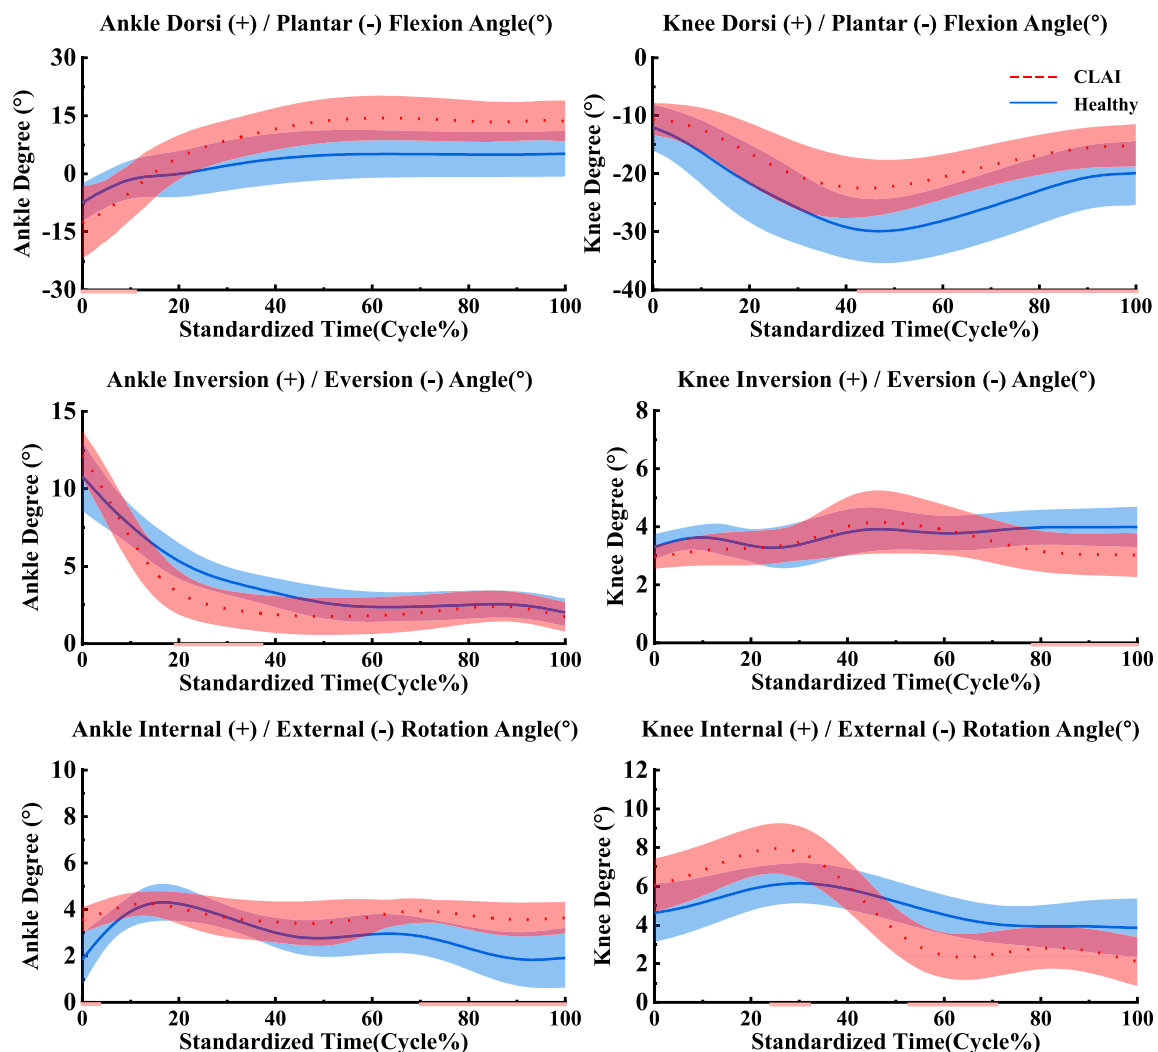 Ankle Dorsi (+) / Plantar (-) Flexion Angle(°)
Ankle Degree (°)
30
15
0
-15
-30
0 20 40 60 80 100
Standardized Time(Cycle%)
Knee Dorsi (+) / Plantar (-) Flexion Angle(°)
Knee Degree (°)
0
-10
-20
-30
-40
CLAI
Healthy
0 20 40 60 80 100
Standardized Time(Cycle%)
Ankle Inversion (+) / Eversion (-) Angle(°)
Ankle Degree (°)
15
10
5
0
0 20 40 60 80 100
Standardized Time(Cycle%)
Knee Inversion (+) / Eversion (-) Angle(°)
Knee Degree (°)
8
6
4
2
0
0 20 40 60 80 100
Standardized Time(Cycle%)
Ankle Internal (+) / External (-) Rotation Angle(°)
Ankle Degree (°)
10
8
6
4
2
0
0 20 40 60 80 100
Standardized Time(Cycle%)
Knee Internal (+) / External (-) Rotation Angle(°)
Knee Degree (°)
12
10
8
6
4
2
0
0 20 40 60 80 100
Standardized Time(Cycle%)